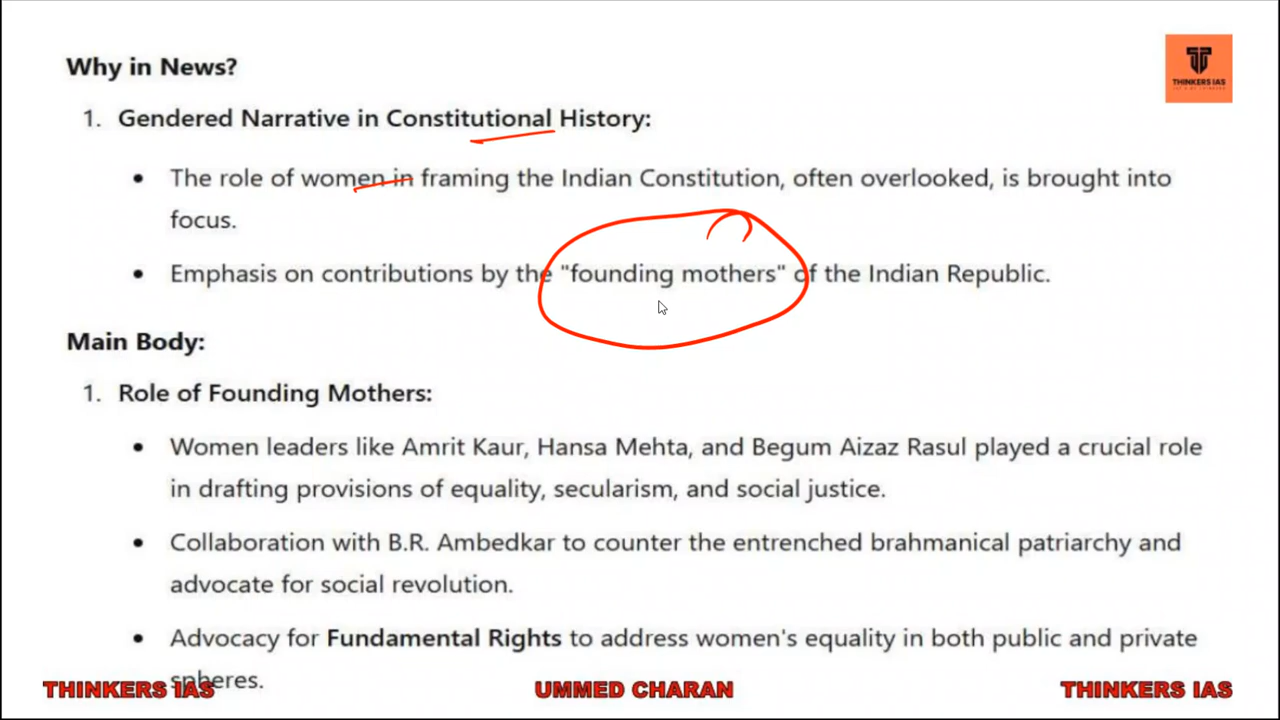 Why in News?
THINKERS IAS
1. Gendered Narrative in Constitutional History:
• The role of women in framing the Indian Constitution, often overlooked, is brought into
focus.
• Emphasis on contributions by the "founding mothers" of the Indian Republic.
Main Body:
1. Role of Founding Mothers:
• Women leaders like Amrit Kaur, Hansa Mehta, and Begum Aizaz Rasul played a crucial role
in drafting provisions of equality, secularism, and social justice.
• Collaboration with B.R. Ambedkar to counter the entrenched brahmanical patriarchy and
advocate for social revolution.
• Advocacy for Fundamental Rights to address women's equality in both public and private
spheres.
THINKERS IAS UMMED CHARAN THINKERS IAS